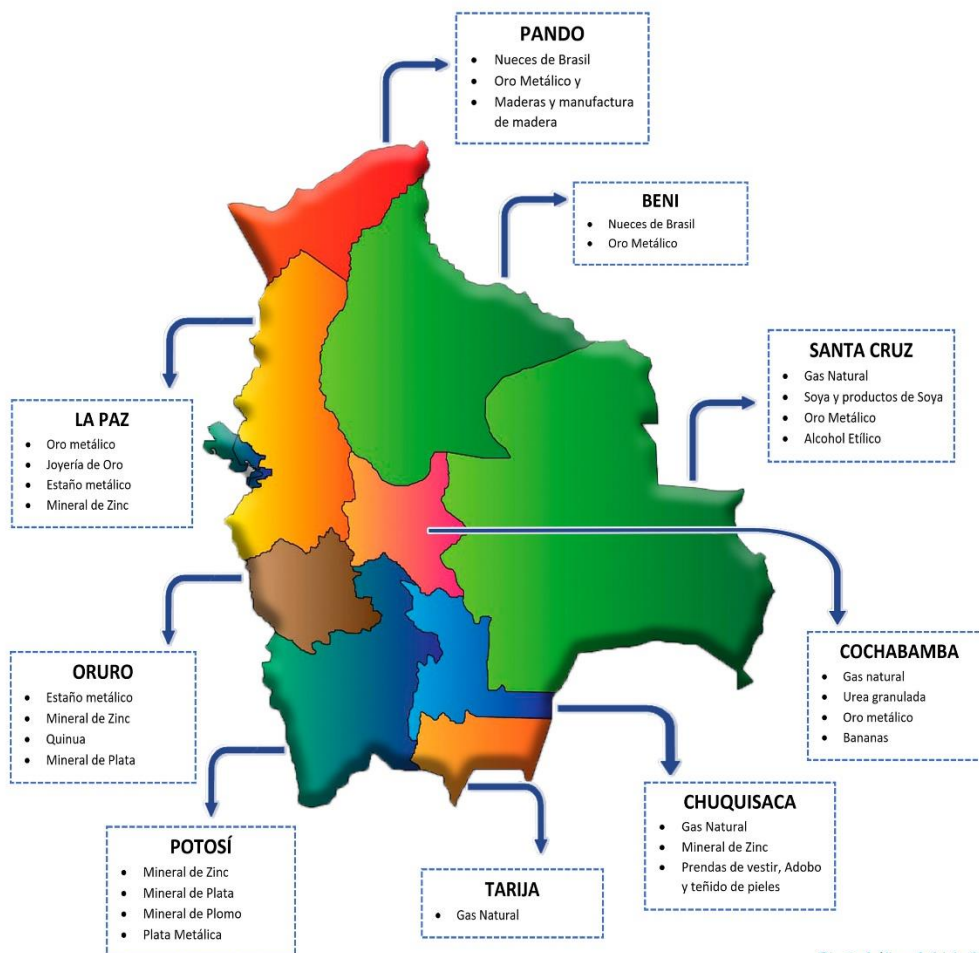 PANDO
• Nueces de Brasil
• Oro Metálico y
• Maderas y manufactura
de madera
BENI
• Nueces de Brasil
• Oro Metálico
SANTA CRUZ
• Gas Natural
• Soya y productos de Soya
• Oro Metálico
• Alcohol Etílico
LA PAZ
• Oro metálico
• Joyería de Oro
• Estaño metálico
• Mineral de Zinc
ORURO
• Estaño metálico
• Mineral de Zinc
• Quinua
• Mineral de Plata
COCHABAMBA
• Gas natural
• Urea granulada
• Oro metálico
• Bananas
POTOSÍ
• Mineral de Zinc
• Mineral de Plata
• Mineral de Plomo
• Plata Metálica
TARIJA
• Gas Natural
CHUQUISACA
• Gas Natural
• Mineral de Zinc
• Prendas de vestir, Adobo
y teñido de pieles